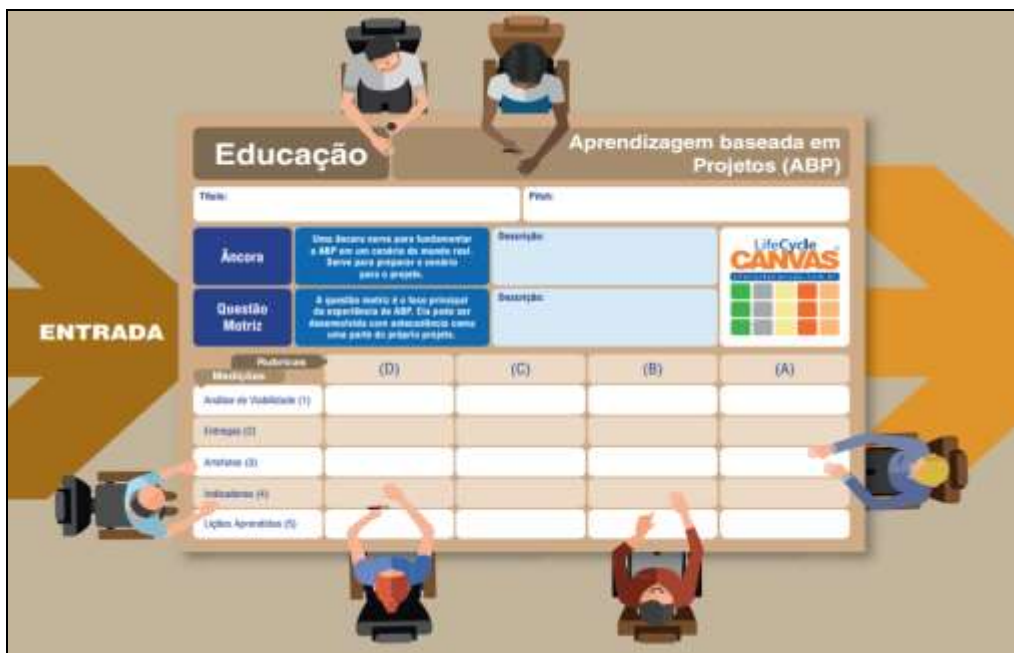 Educação
Aprendizagem baseada em
Projetos (ABP)
Título:
Pitch:
Âncora
Uma âncora serve para fundamentar
a ABP em um cenário do mundo real.
Serve para preparar o cenário
para o projeto.
Descrição:
LifeCycle
CANVAS
Questão
Motriz
A questão motriz é o foco principal
da experiência de ABP. Ela pode ser
desenvolvida com antecedência como
uma parte do próprio projeto.
Descrição:
ENTRADA
Rubricas
Medições
(D)
(C)
(B)
(A)
Análise de Viabilidade (1)
Entregas (2)
Artefatos (3)
Indicadores (4)
Lições Aprendidas (5)